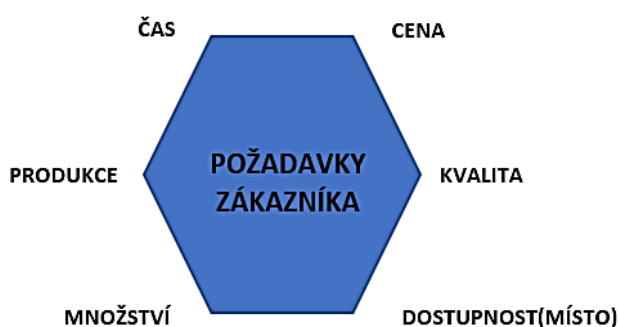 ČAS
CENA
POŽADAVKY
ZÁKAZNÍKA
PRODUKCE
KVALITA
MNOŽSTVÍ
DOSTUPNOST(MÍSTO)